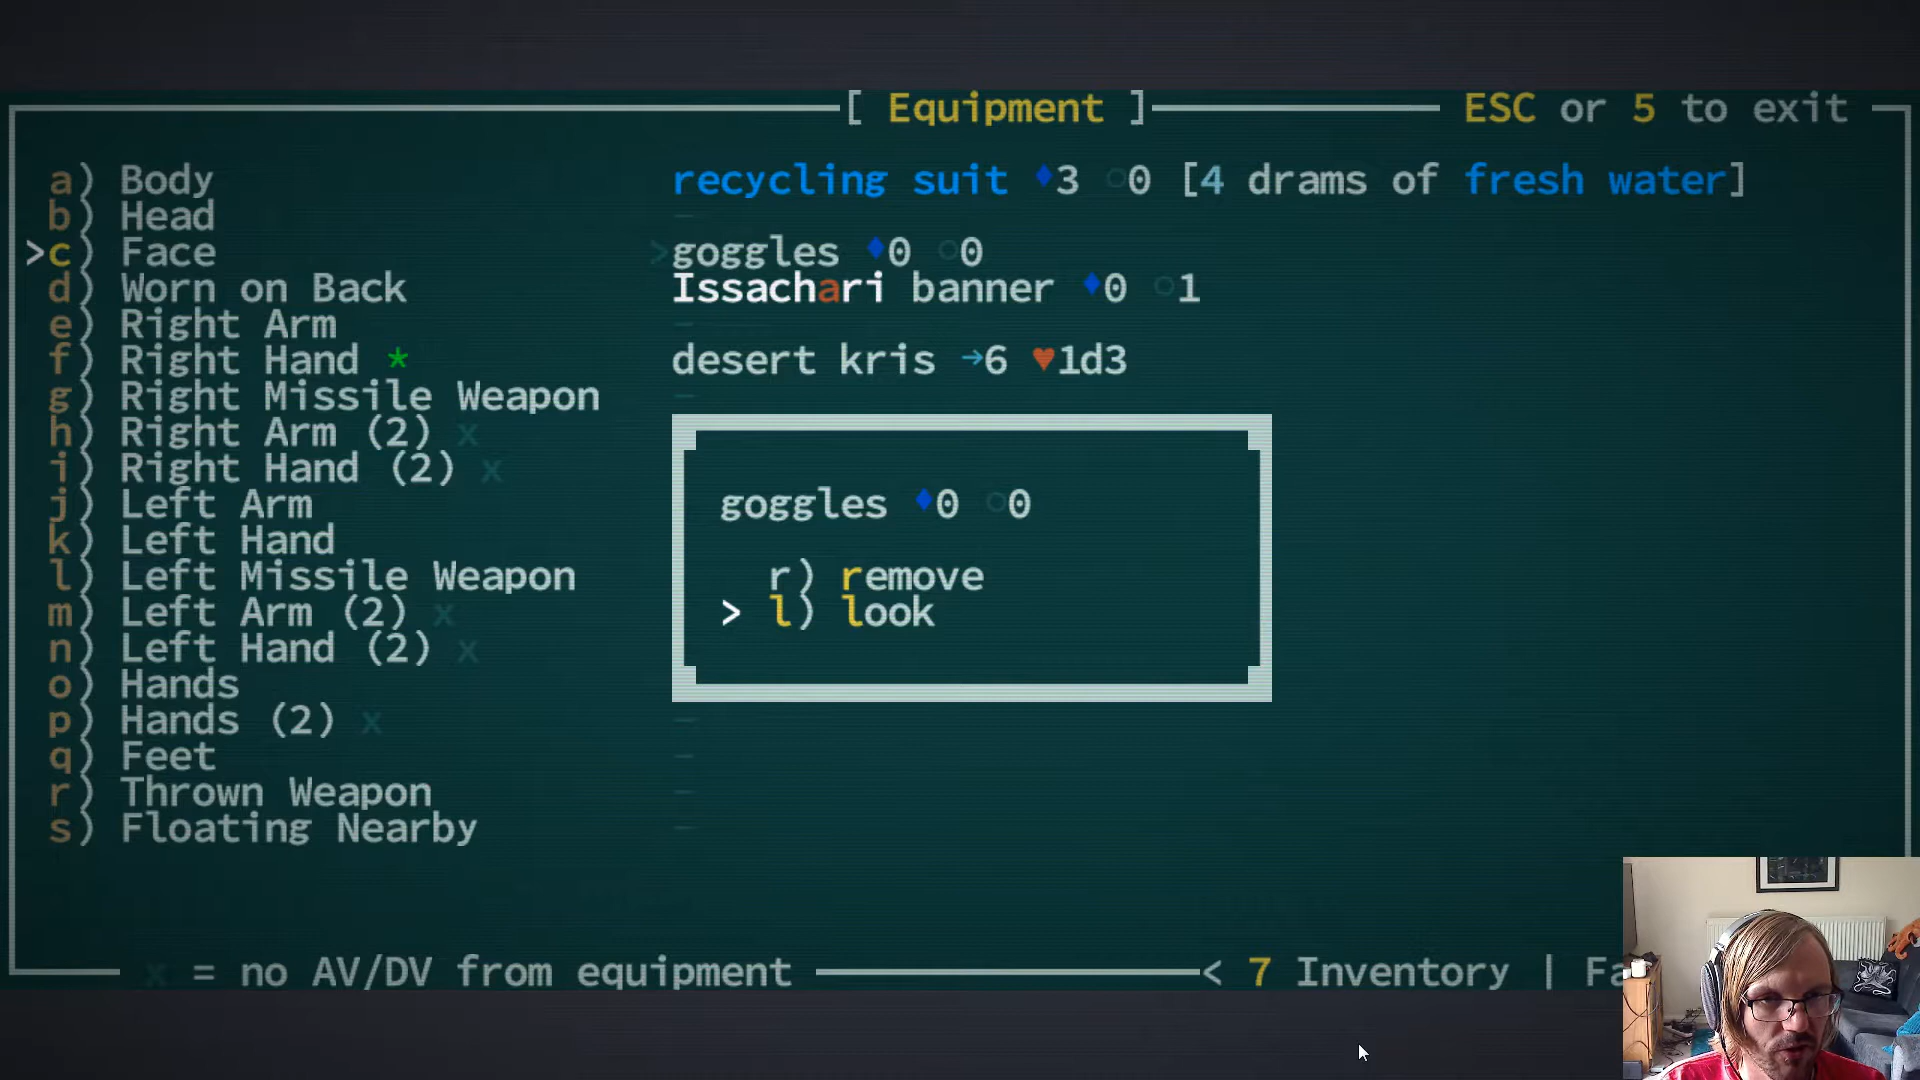 [ Equipment ] ESC or 5 to exit
a) Body recycling suit ♦3 ○0 [4 drams of fresh water]
b) Head –
>c) Face >goggles ♦0 ○0
d) Worn on Back Issachari banner ♦0 ○1
e) Right Arm –
f) Right Hand * desert kris →6 ♥1d3
g) Right Missile Weapon –
h) Right Arm (2) x
i) Right Hand (2) x
j) Left Arm
k) Left Hand
l) Left Missile Weapon
m) Left Arm (2) x
n) Left Hand (2) x
o) Hands
p) Hands (2) x –
q) Feet –
r) Thrown Weapon –
s) Floating Nearby –
goggles ♦0 ○0
r) remove
> l) look
x = no AV/DV from equipment < 7 Inventory | Fa